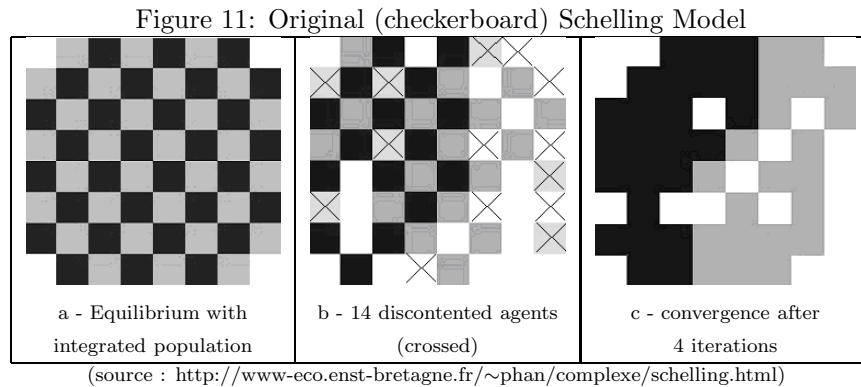 Figure 11: Original (checkerboard) Schelling Model
a - Equilibrium with
integrated population
b - 14 discontented agents
(crossed)
c - convergence after
4 iterations
(source : http://www-eco.enst-bretagne.fr/∼phan/complexe/schelling.html)